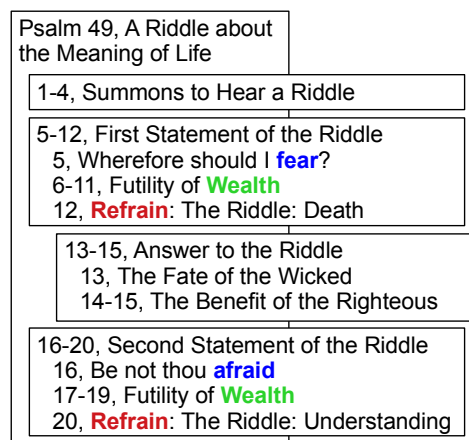 Psalm 49, A Riddle about
the Meaning of Life
1-4, Summons to Hear a Riddle
5-12, First Statement of the Riddle
5, Wherefore should I fear?
6-11, Futility of Wealth
12, Refrain: The Riddle: Death
13-15, Answer to the Riddle
13, The Fate of the Wicked
14-15, The Benefit of the Righteous
16-20, Second Statement of the Riddle
16, Be not thou afraid
17-19, Futility of Wealth
20, Refrain: The Riddle: Understanding